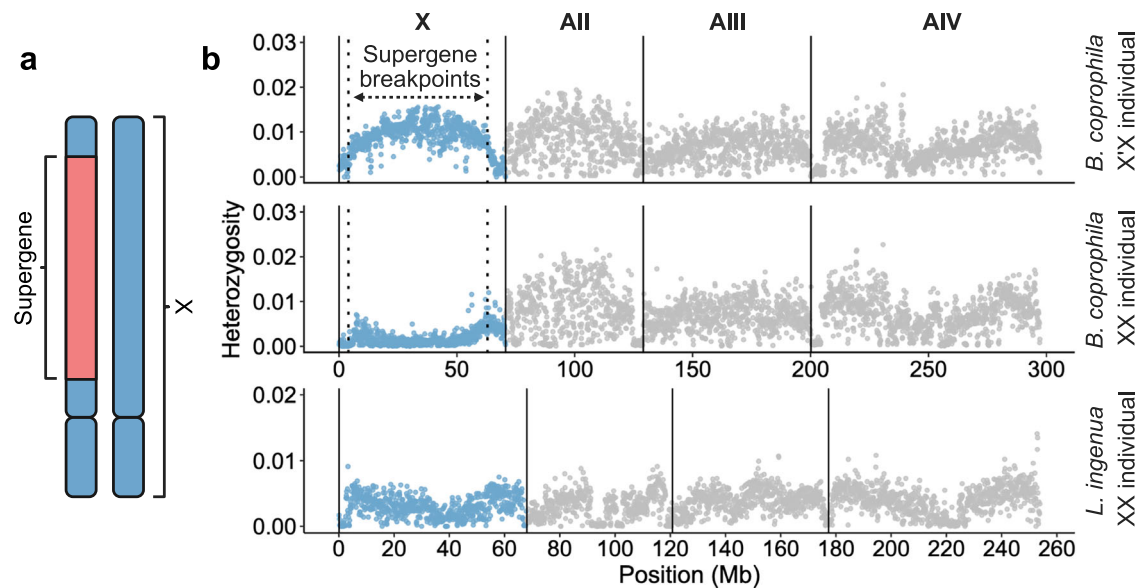 a
Supergene
X
b
X
AII
AIII
AIV
Heterozygosity
0.03
0.02
0.01
0.00
Supergene
breakpoints
B. coprophila
X'X individual
0.03
0.02
0.01
0.00
0
50
100
150
200
250
300
B. coprophila
XX individual
0.02
0.01
0.00
0
20
40
60
80
100
120
140
160
180
200
220
240
260
L. ingenua
XX individual
Position (Mb)